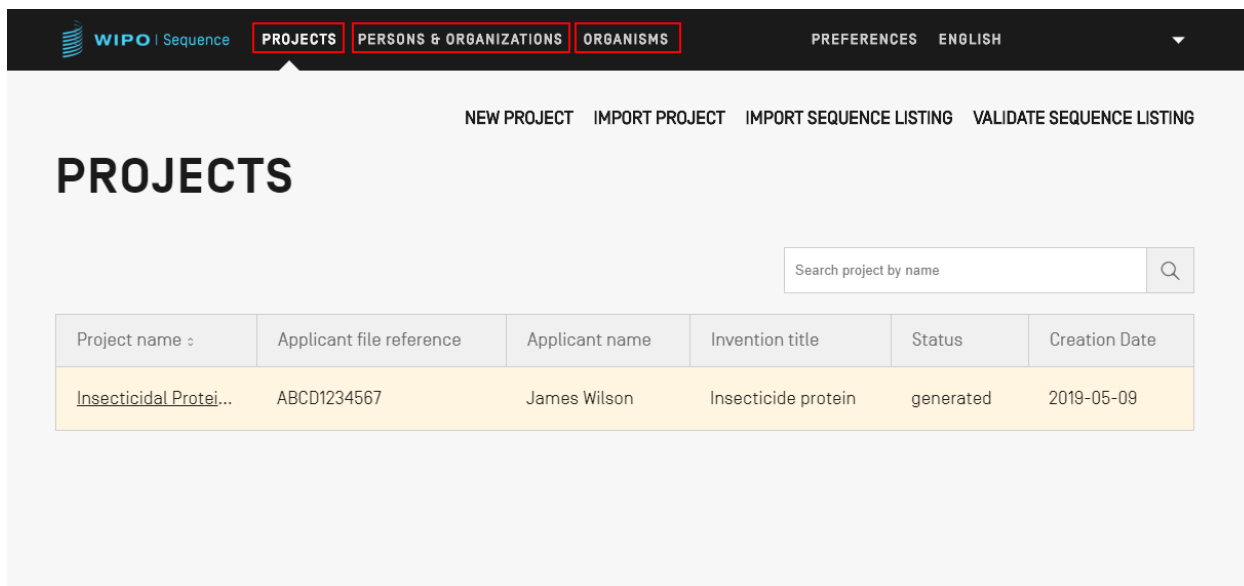 WIPO | Sequence PROJECTS PERSONS & ORGANIZATIONS ORGANISMS PREFERENCES ENGLISH
NEW PROJECT IMPORT PROJECT IMPORT SEQUENCE LISTING VALIDATE SEQUENCE LISTING
PROJECTS
Search project by name
Project name Applicant file reference Applicant name Invention title Status Creation Date
Insecticidal Protei... ABCD1234567 James Wilson Insecticide protein generated 2019-05-09